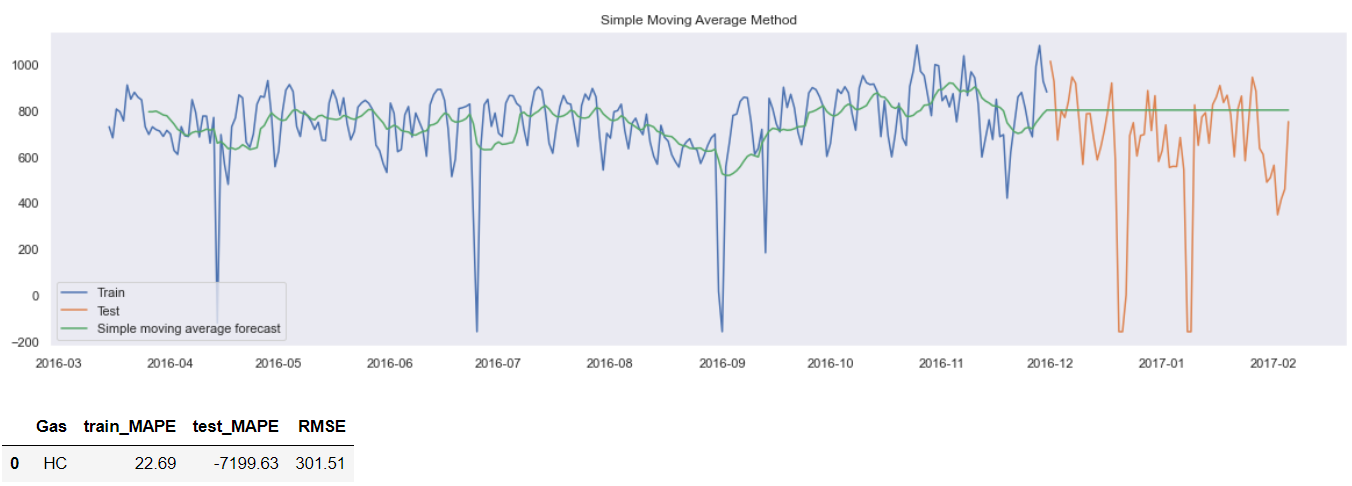 Simple Moving Average Method
1000
800
600
400
200
0
−200
Train
Test
Simple moving average forecast
2016-03 2016-04 2016-05 2016-06 2016-07 2016-08 2016-09 2016-10 2016-11 2016-12 2017-01 2017-02
Gas train_MAPE test_MAPE RMSE
0 HC 22.69 -7199.63 301.51